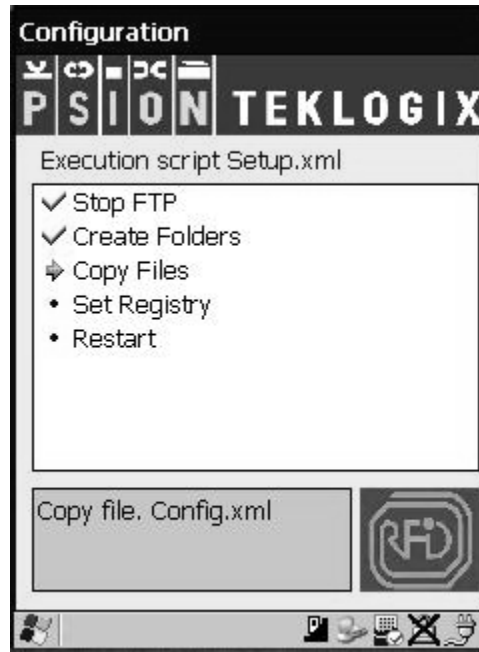 Configuration
PSION TEKLOGIX
Execution script Setup.xml
Stop FTP
Create Folders
Copy Files
Set Registry
Restart
Copy file. Config.xml
RFID